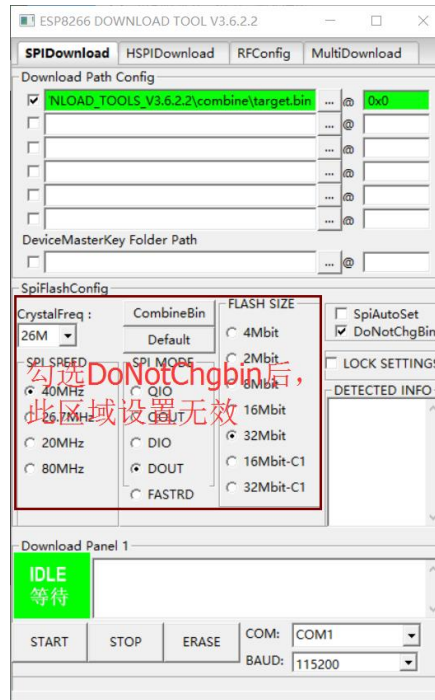 ESP8266 DOWNLOAD TOOL V3.6.2.2
SPIDownload HSPIDownload RFConfig MultiDownload
Download Path Config
'NLOAD_TOOLS_V3.6.2.2\combine\target.bin ... @ 0x0
... @
... @
... @
... @
... @
DeviceMasterKey Folder Path
... @
SpiFlashConfig
CrystalFreq :
26M
CombineBin
Default
SPI SPEED
40MHz
26.7MHz
20MHz
80MHz
SPI MODE
QIO
QOUT
DIO
DOUT
FASTRD
FLASH SIZE
4Mbit
2Mbit
8Mbit
16Mbit
32Mbit
16Mbit-C1
32Mbit-C1
SpiAutoSet
DoNotChgBin
LOCK SETTINGS
DETECTED INFO
勾选DoNotChgbin后，
此区域设置无效
Download Panel 1
IDLE
等待
START STOP ERASE
COM: COM1
BAUD: 115200